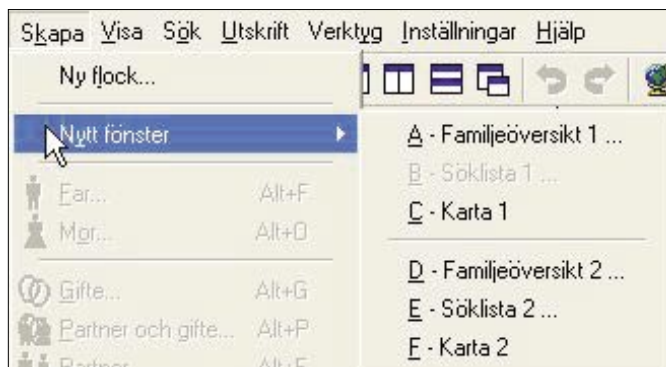 Skapa Visa Sök Utskrift Verktyg Inställningar Hjälp
Ny flock...
Nytt fönster
Far... Alt+F
Mor... Alt+O
Gifte... Alt+G
Partner och gifte... Alt+P
Partner...
A - Familjeöversikt 1 ...
B - Söklista 1 ...
C - Karta 1
D - Familjeöversikt 2 ...
E - Söklista 2 ...
F - Karta 2